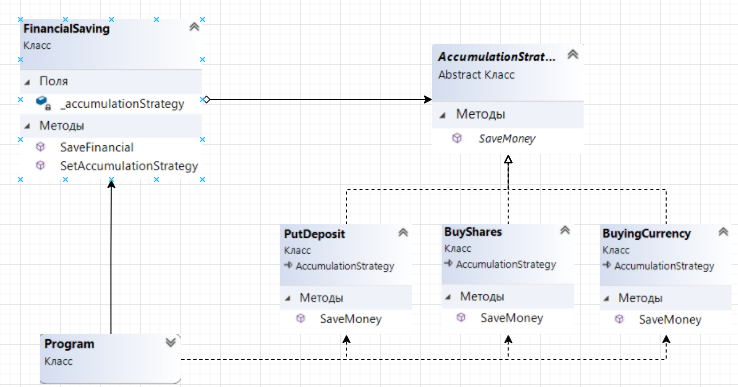 FinancialSaving
Класс
Поля
_accumulationStrategy
Методы
SaveFinancial
SetAccumulationStrategy
AccumulationStrat...
Abstract Класс
Методы
SaveMoney
PutDeposit
Класс
AccumulationStrategy
Методы
SaveMoney
BuyShares
Класс
AccumulationStrategy
Методы
SaveMoney
BuyingCurrency
Класс
AccumulationStrategy
Методы
SaveMoney
Program
Класс